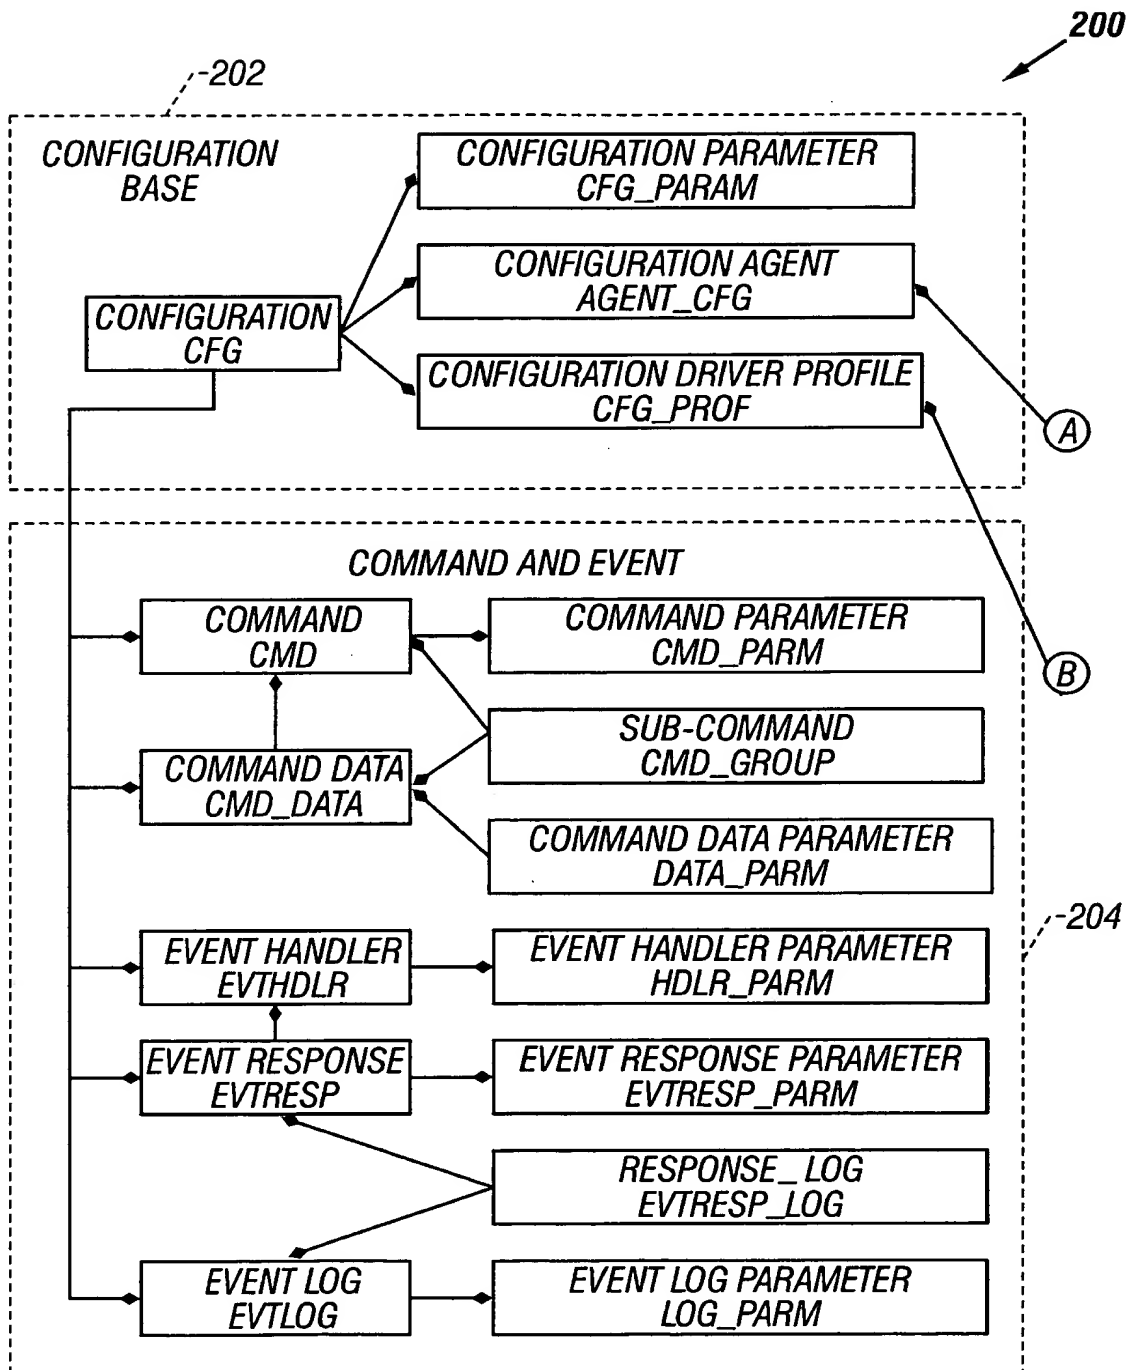 200
202
CONFIGURATION
BASE
CONFIGURATION PARAMETER
CFG_PARAM
CONFIGURATION AGENT
AGENT_CFG
CONFIGURATION
CFG
CONFIGURATION DRIVER PROFILE
CFG_PROF
A
B
COMMAND AND EVENT
COMMAND
CMD
COMMAND PARAMETER
CMD_PARM
SUB-COMMAND
CMD_GROUP
COMMAND DATA
CMD_DATA
COMMAND DATA PARAMETER
DATA_PARM
204
EVENT HANDLER
EVTHDLR
EVENT HANDLER PARAMETER
HDLR_PARM
EVENT RESPONSE
EVTRESP
EVENT RESPONSE PARAMETER
EVTRESP_PARM
RESPONSE_LOG
EVTRESP_LOG
EVENT LOG
EVTLOG
EVENT LOG PARAMETER
LOG_PARM